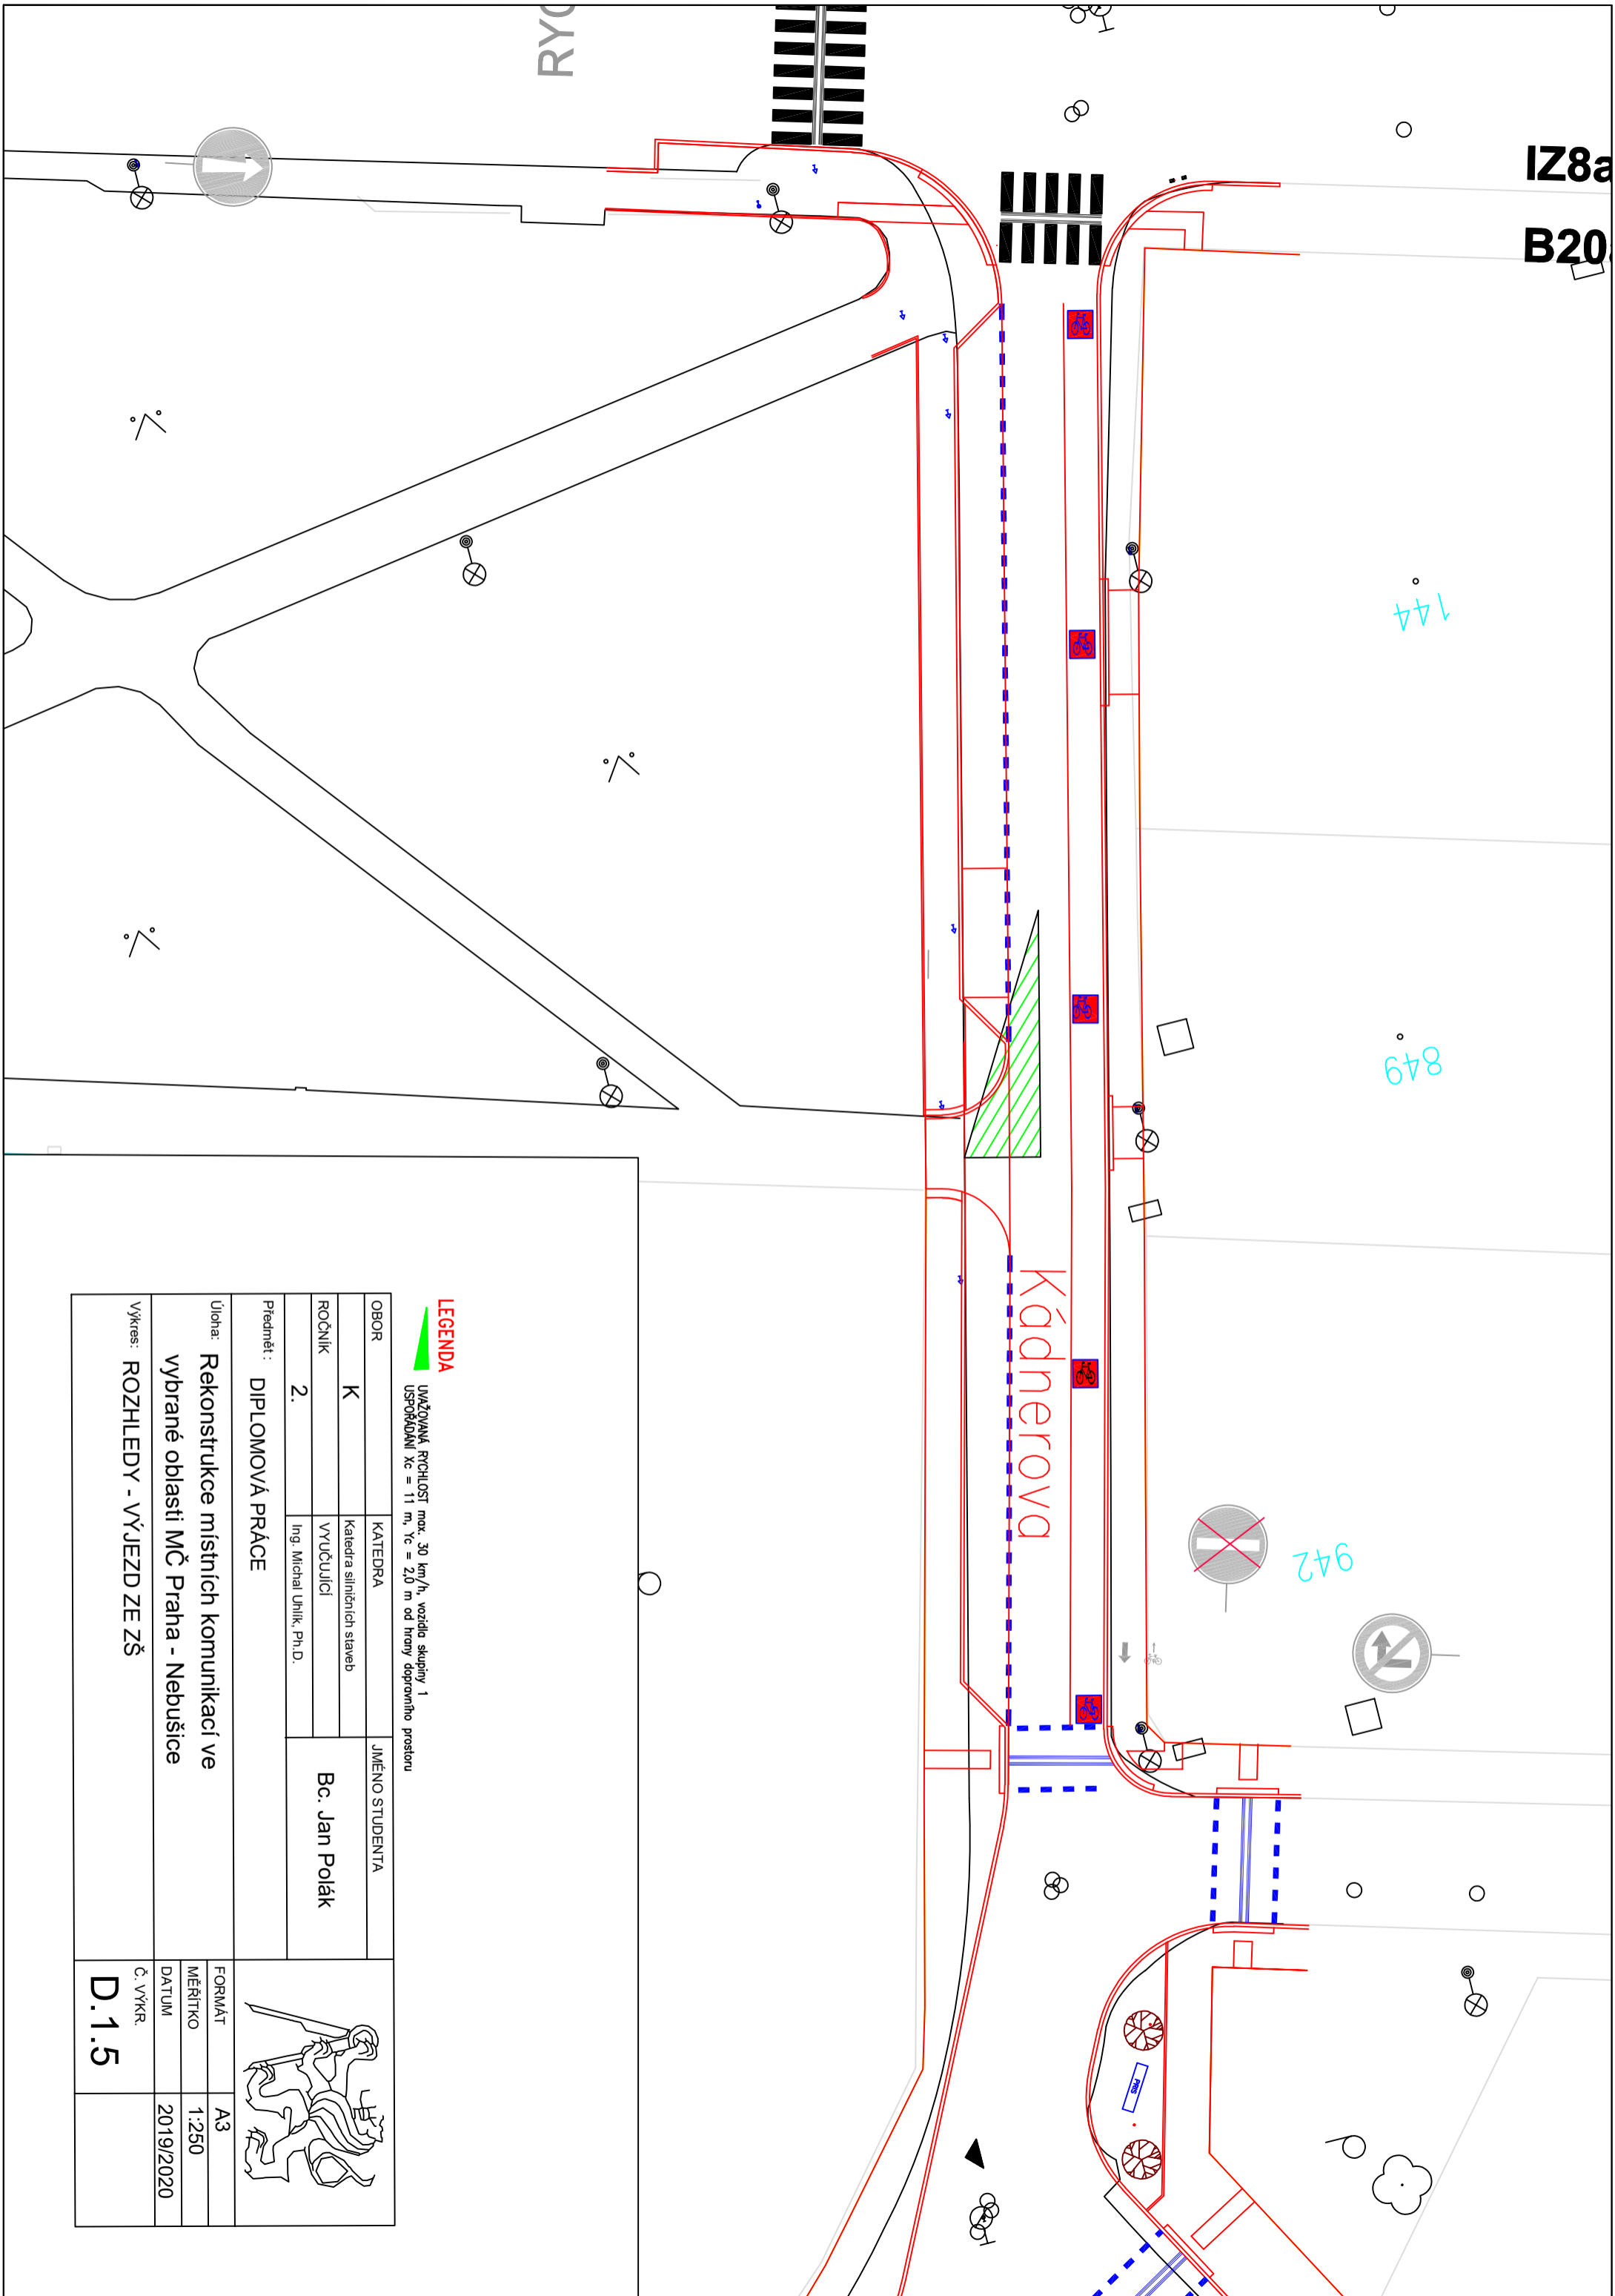 RYC
IZ8a
B20a
144
849
942
Kádnerova
PRIS
LEGENDA
UVAŽOVANÁ RYCHLOST max. 30 km/h, vozidla skupiny 1
USPOŘÁDÁNÍ Xc = 11 m, Yc = 2,0 m od hrany dopravního prostoru
OBOR
KATEDRA
JMÉNO STUDENTA
K
Katedra silničních staveb
Bc. Jan Polák
ROČNÍK
VYUČUJÍCÍ
2.
Ing. Michal Uhlík, Ph.D.
Předmět :
DIPLOMOVÁ PRÁCE
Úloha:
Rekonstrukce místních komunikací ve
vybrané oblasti MČ Praha - Nebušice
Výkres:
ROZHLEDY - VÝJEZD ZE ZŠ
FORMÁT
A3
MĚŘÍTKO
1:250
DATUM
2019/2020
Č. VÝKR.
D.1.5